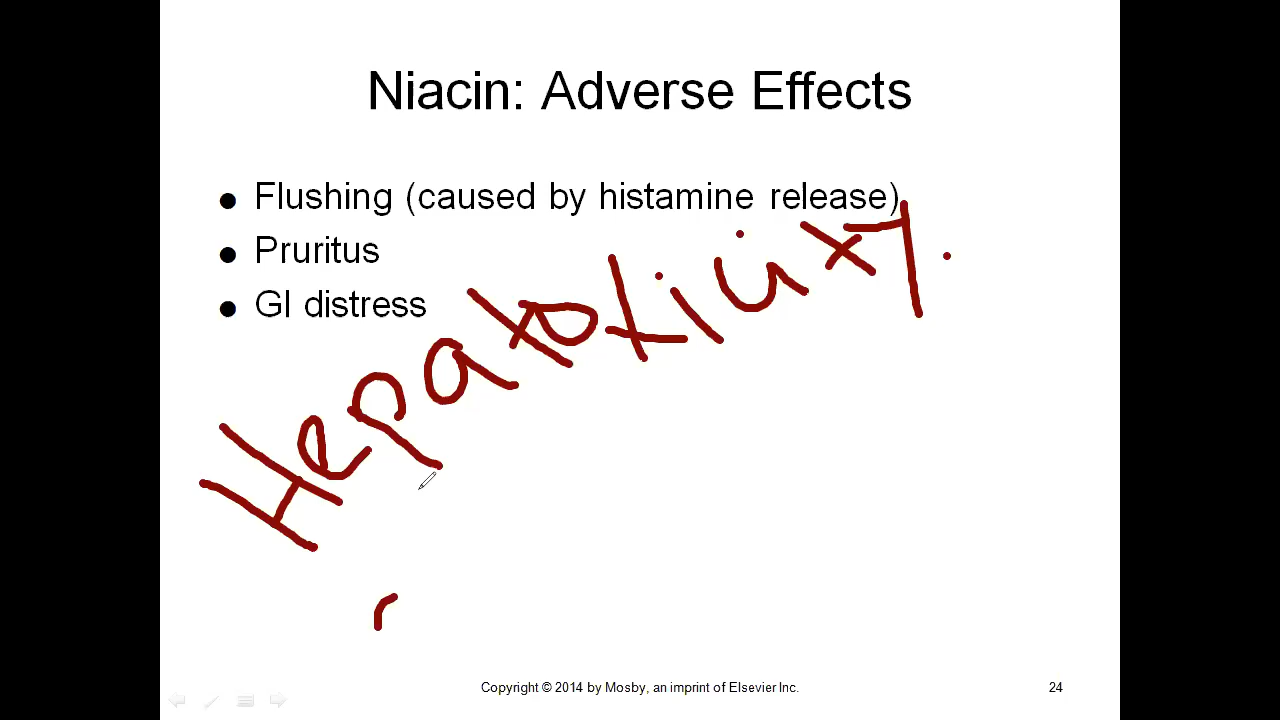 Niacin: Adverse Effects
● Flushing (caused by histamine release)
● Pruritus
● GI distress
Hepatotoxicity.
Copyright © 2014 by Mosby, an imprint of Elsevier Inc.
24